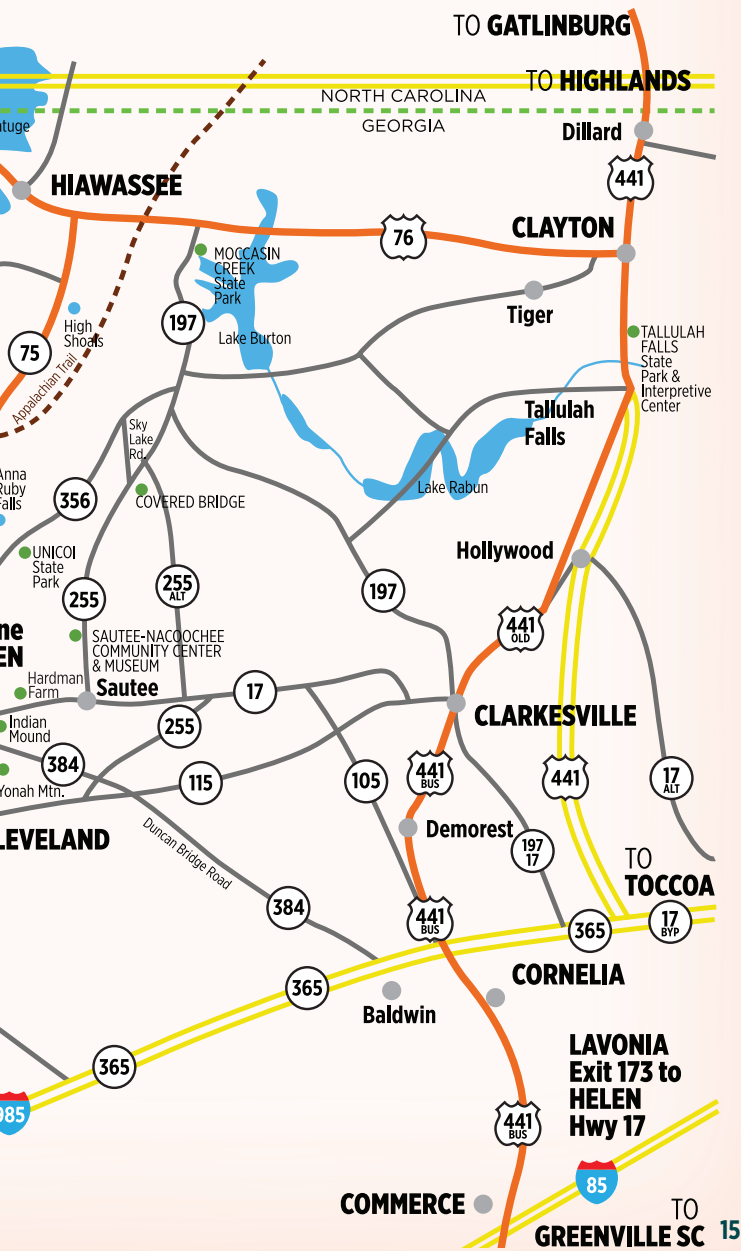 TO GATLINBURG
TO HIGHLANDS
NORTH CAROLINA
GEORGIA
Dillard
441
HIAWASSEE
CLAYTON
76
MOCCASIN
CREEK
State
Park
Tiger
197
High
Shoals
Lake Burton
TALLULAH
FALLS
State
Park &
Interpretive
Center
75
Appalachian Trail
Tallulah
Falls
Sky
Lake
Rd.
Anna
Ruby
Falls
356
COVERED BRIDGE
Lake Rabun
UNICOI
State
Park
Hollywood
255
255
ALT
197
441
OLD
SAUTEE-NACOOCHEE
COMMUNITY CENTER
& MUSEUM
Hardman
Farm
Sautee
17
CLARKESVILLE
Indian
Mound
255
384
Yonah Mtn.
115
105
441
BUS
441
17
ALT
Demorest
197
17
Duncan Bridge Road
TO
TOCCOA
384
441
BUS
365
17
BYP
365
CORNELIA
Baldwin
365
LAVONIA
Exit 173 to
HELEN
Hwy 17
985
441
BUS
85
COMMERCE
TO
GREENVILLE SC
15